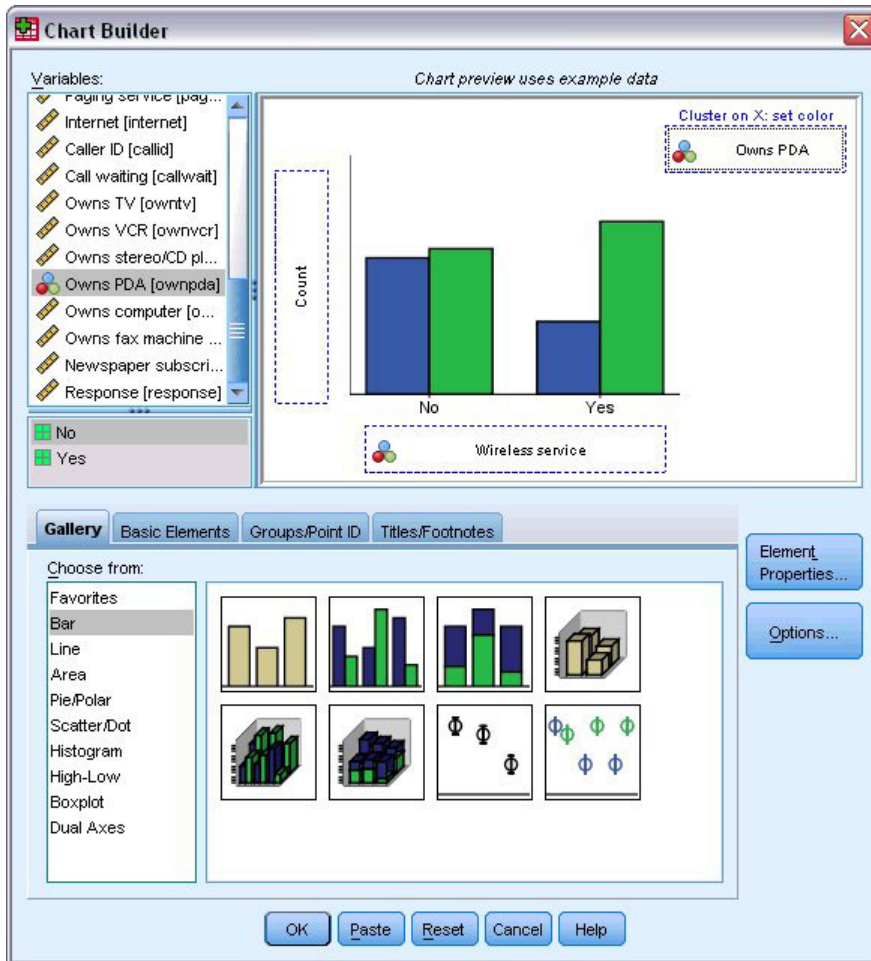 Chart Builder
Variables:
Paging service [pag...
Internet [internet]
Caller ID [callid]
Call waiting [callwait]
Owns TV [owntv]
Owns VCR [ownvcr]
Owns stereo/CD pl...
Owns PDA [ownpda]
Owns computer [o...
Owns fax machine ...
Newspaper subscri...
Response [response]
No
Yes
Chart preview uses example data
Cluster on X: set color
Owns PDA
Count
No Yes
Wireless service
Gallery Basic Elements Groups/Point ID Titles/Footnotes
Choose from:
Favorites
Bar
Line
Area
Pie/Polar
Scatter/Dot
Histogram
High-Low
Boxplot
Dual Axes
Element
Properties...
Options...
OK Paste Reset Cancel Help